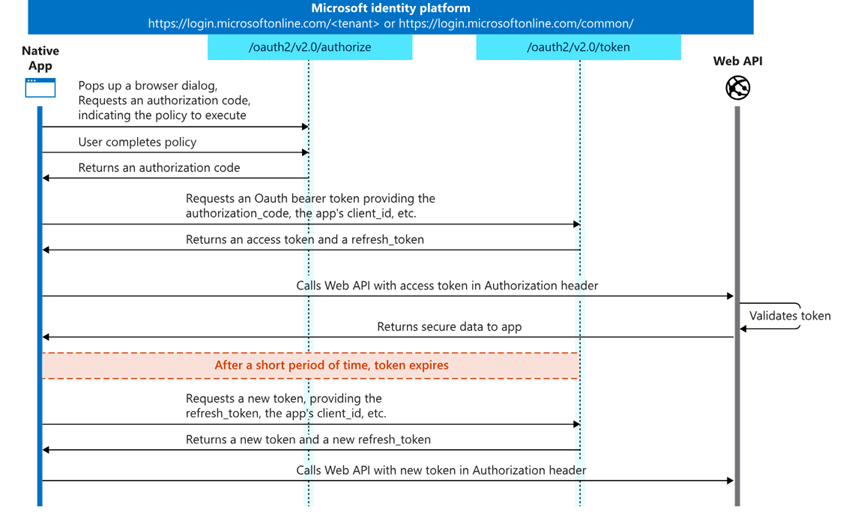 Microsoft identity platform
https://login.microsoftonline.com/<tenant> or https://login.microsoftonline.com/common/
/oauth2/v2.0/authorize
/oauth2/v2.0/token
Native
App
Web API
Pops up a browser dialog,
Requests an authorization code,
indicating the policy to execute
User completes policy
Returns an authorization code
Requests an Oauth bearer token providing the
authorization_code, the app's client_id, etc.
Returns an access token and a refresh_token
Calls Web API with access token in Authorization header
Validates token
Returns secure data to app
After a short period of time, token expires
Requests a new token, providing the
refresh_token, the app's client_id, etc.
Returns a new token and a new refresh_token
Calls Web API with new token in Authorization header